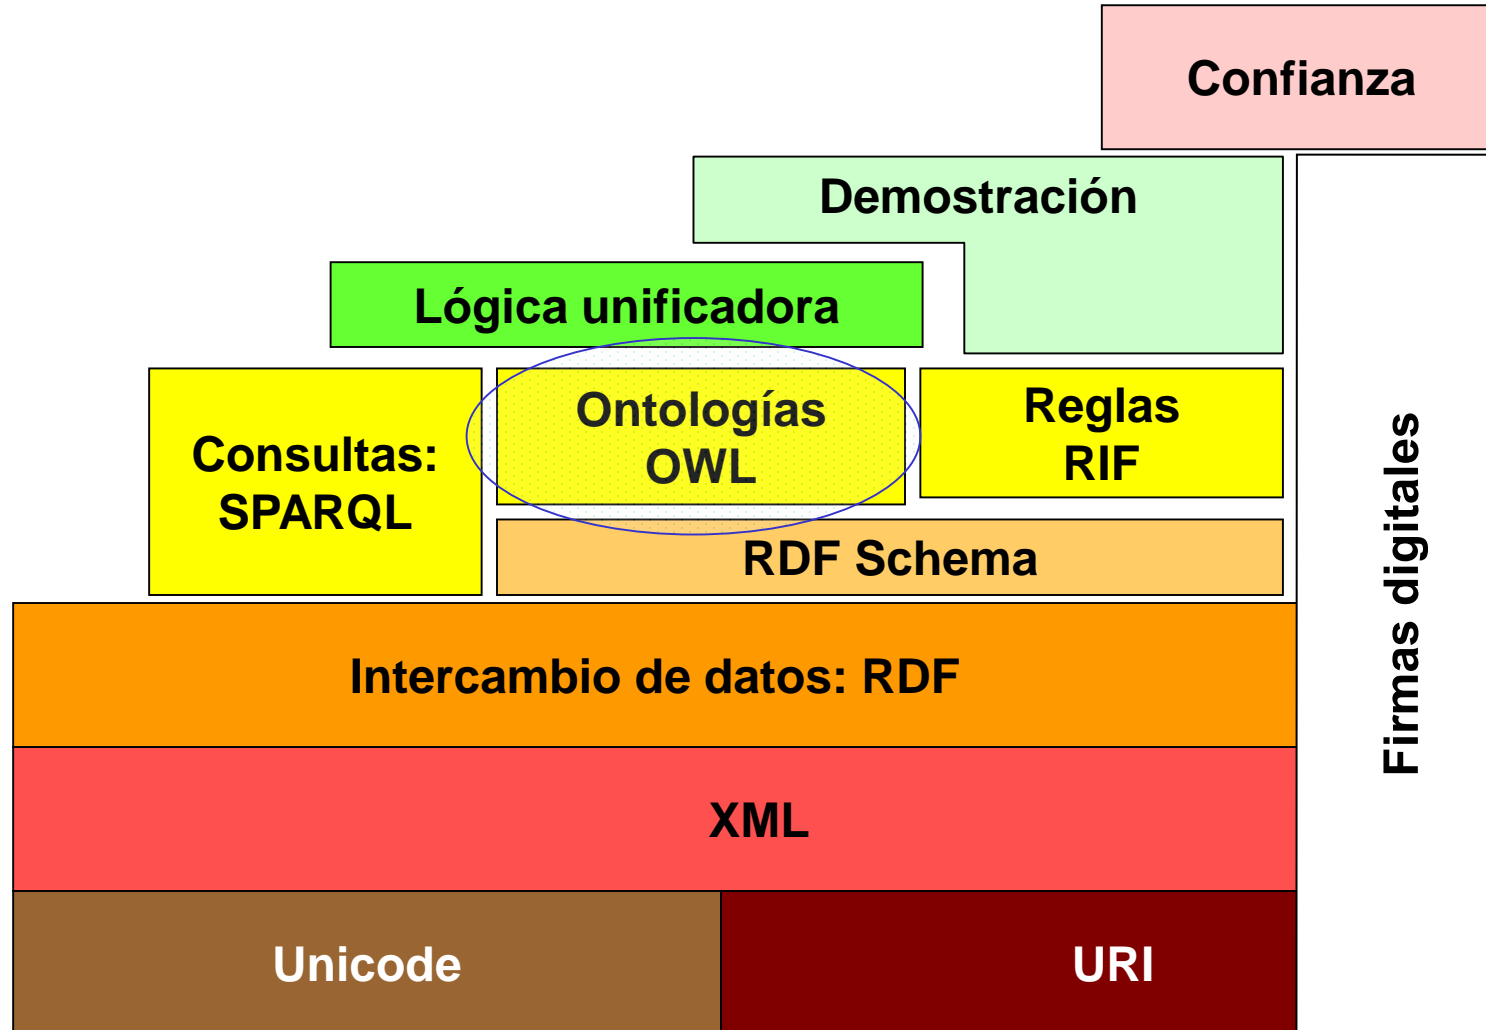 Confianza
Demostración
Lógica unificadora
Consultas:
SPARQL
Ontologías
OWL
Reglas
RIF
RDF Schema
Intercambio de datos: RDF
XML
Unicode
URI
Firmas digitales